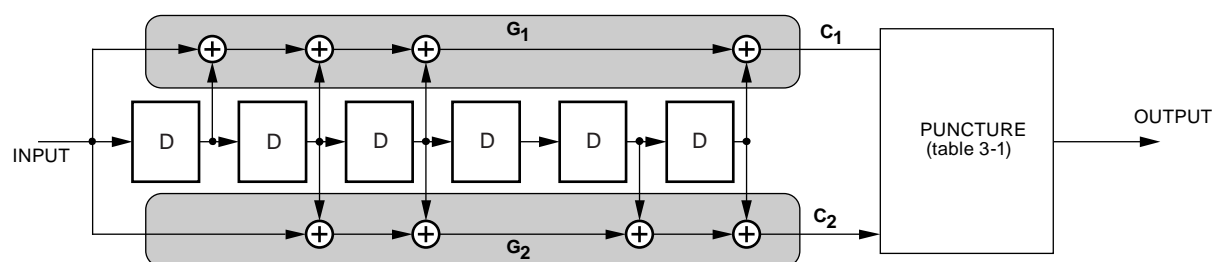 G1
C1
D D D D D D
INPUT
PUNCTURE
(table 3-1)
OUTPUT
G2
C2